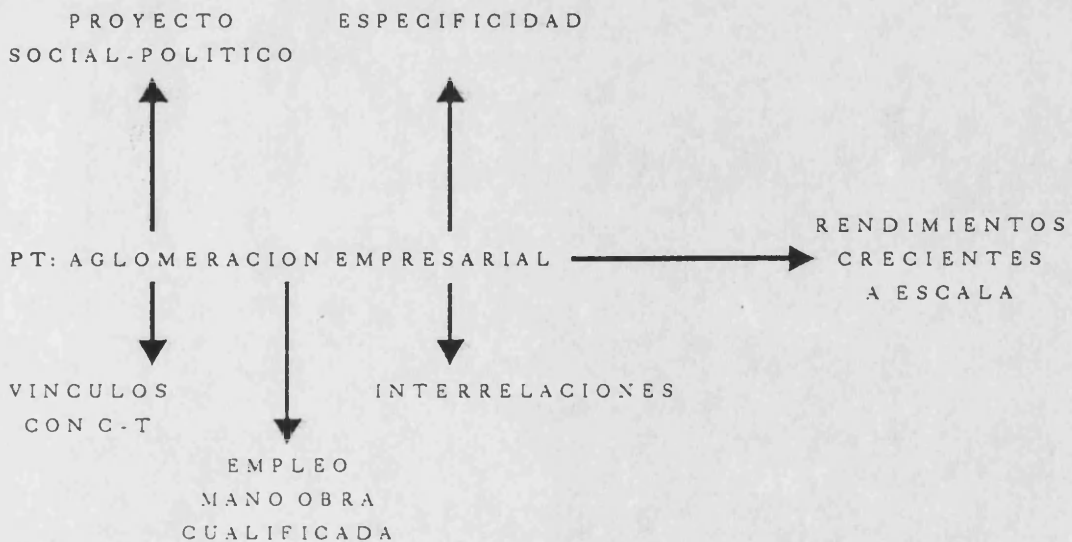 PROYECTO
SOCIAL-POLITICO
ESPECIFICIDAD
PT: AGLOMERACION EMPRESARIAL
RENDIMIENTOS
CRECIENTES
A ESCALA
VINCULOS
CON C-T
INTERRELACIONES
EMPLEO
MANO OBRA
CUALIFICADA